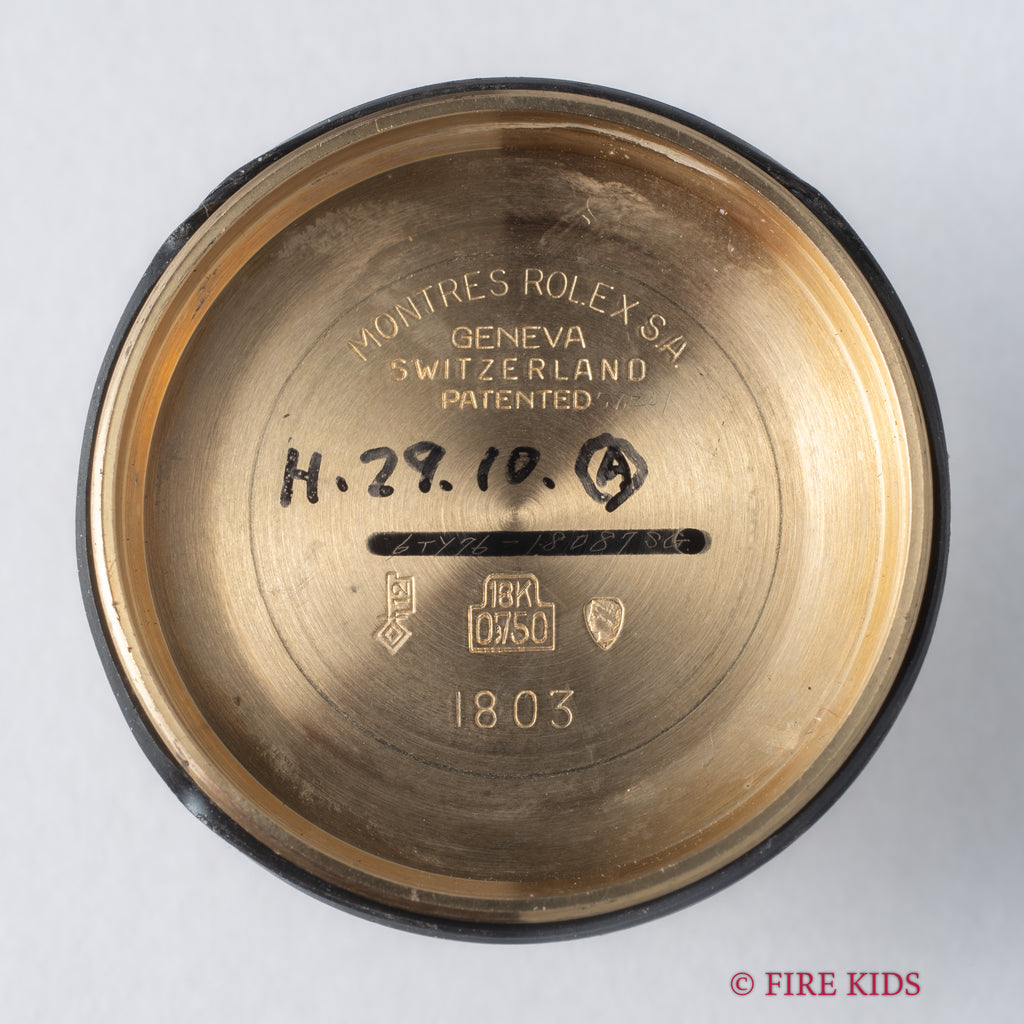 MONTRES ROLEX S.A.
GENEVA
SWITZERLAND
PATENTED
H.29.10.Ⓐ
18K
0,750
1803
© FIRE KIDS